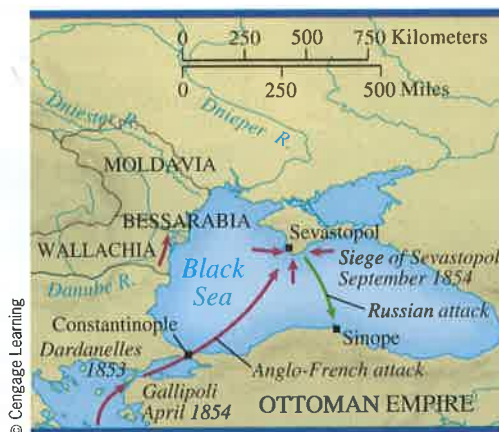 0 250 500 750 Kilometers
0 250 500 Miles
Dniester R.
Dnieper R.
MOLDAVIA
BESSARABIA
WALLACHIA
Danube R.
Sevastopol
Siege of Sevastopol
September 1854
Black
Sea
Russian attack
Sinope
Constantinople
Dardanelles
1853
Anglo-French attack
Gallipoli
April 1854
OTTOMAN EMPIRE
© Cengage Learning